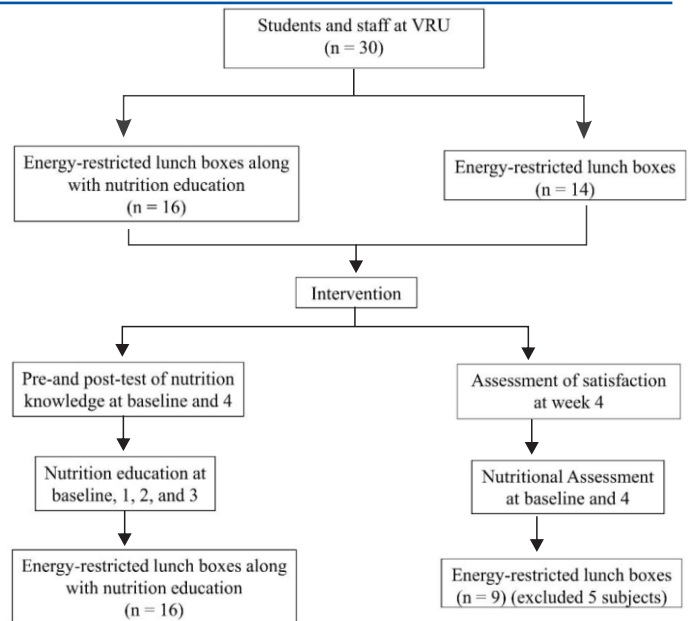 Students and staff at VRU
(n = 30)
Energy-restricted lunch boxes along
with nutrition education
(n = 16)
Energy-restricted lunch boxes
(n = 14)
Intervention
Pre-and post-test of nutrition
knowledge at baseline and 4
Assessment of satisfaction
at week 4
Nutrition education at
baseline, 1, 2, and 3
Nutritional Assessment
at baseline and 4
Energy-restricted lunch boxes along
with nutrition education
(n = 16)
Energy-restricted lunch boxes
(n = 9) (excluded 5 subjects)